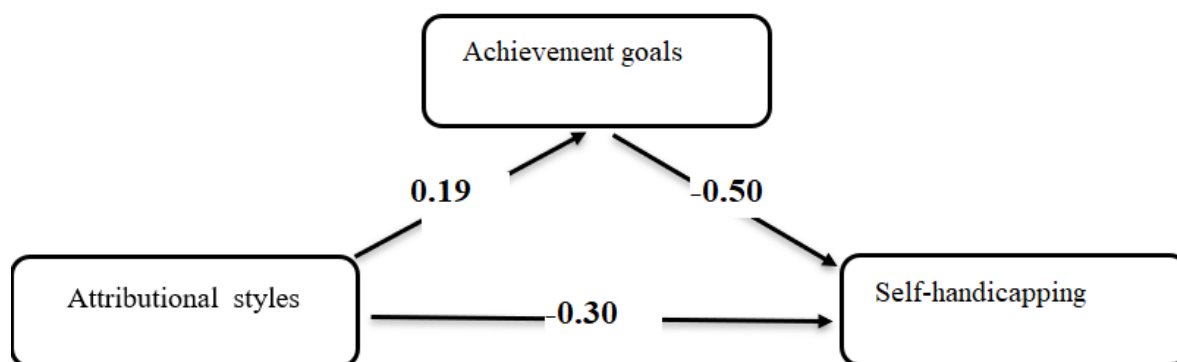 Achievement goals
0.19
-0.50
Attributional styles
-0.30
Self-handicapping